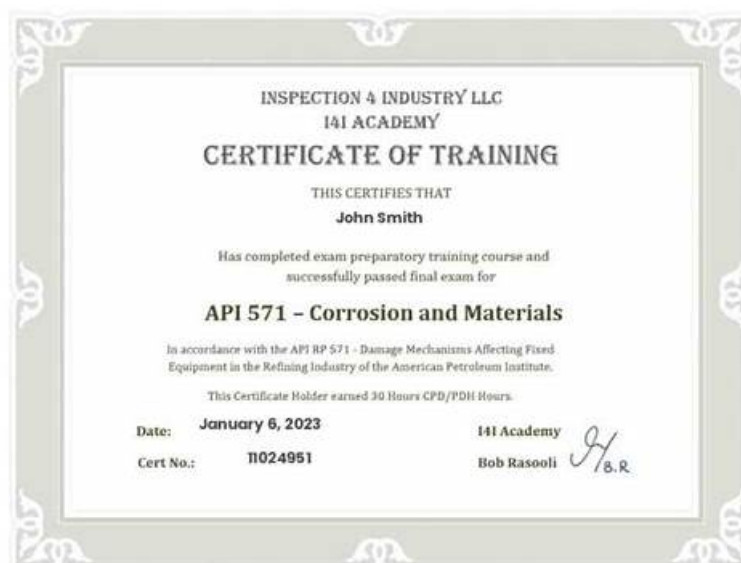 INSPECTION 4 INDUSTRY LLC
I4I ACADEMY
CERTIFICATE OF TRAINING
THIS CERTIFIES THAT
John Smith
Has completed exam preparatory training course and
successfully passed final exam for
API 571 – Corrosion and Materials
In accordance with the API RP 571 - Damage Mechanisms Affecting Fixed
Equipment in the Refining Industry of the American Petroleum Institute.
This Certificate Holder earned 30 Hours CPD/PDH Hours.
Date: January 6, 2023 I4I Academy
Cert No.: 11024951 Bob Rasooli
B.R